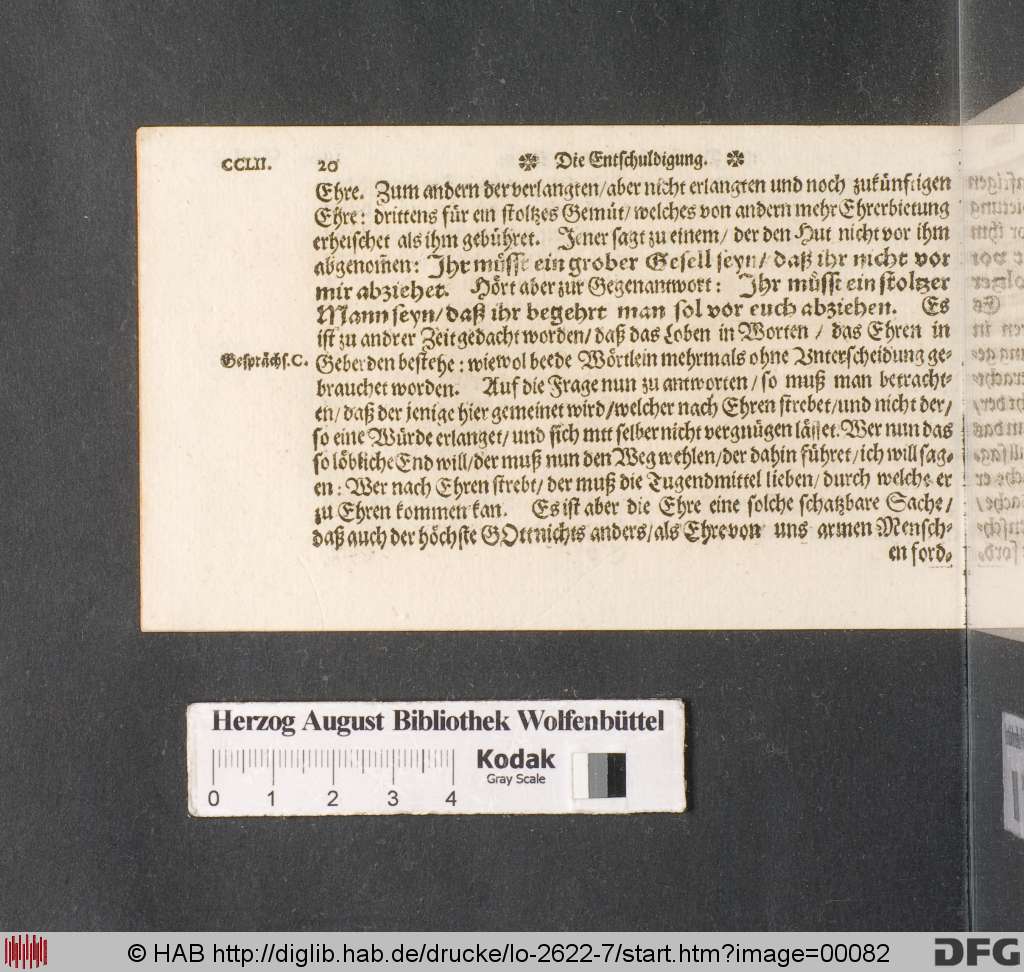 CCLII. 20 ✼ Die Entschuldigung. ✼
Ehre. Zum andern der verlangten/aber nicht erlangten und noch zukünftigen
Ehre: drittens für ein stoltzes Gemüt/welches von andern mehr Ehrerbietung
erheischet als ihm gebühret. Jener sagt zu einem/ der den Hut nicht vor ihm
abgenom̃en: Ihr müsst ein grober Gesell seyn/ daß ihr nicht vor
mir abziehet. Hört aber zur Gegenantwort: Ihr müsst ein stoltzer
Mann seyn/daß ihr begehrt man sol vor euch abziehen. Es
ist zu andrer Zeit gedacht worden/daß das Loben in Worten / das Ehren in
Gesprächs.C. Geberden bestehe: wiewol beede Wörtlein mehrmals ohne Vnterscheidung ge-
brauchet worden. Auf die Frage nun zu antworten/so muß man betracht-
en/daß der jenige hier gemeinet wird/welcher nach Ehren strebet/und nicht der/
so eine Würde erlanget/und sich mit selber nicht vergnügen lässet. Wer nun das
so löbliche End will/der muß nun den Weg wehlen/der dahin führet/ich will sag-
en: Wer nach Ehren strebt/der muß die Tugendmittel lieben/durch welche er
zu Ehren kommen kan. Es ist aber die Ehre eine solche schatzbare Sache/
daß auch der höchste GOtt nichts anders/als Ehre von uns armen Mensch-
en ford-
Herzog August Bibliothek Wolfenbüttel
Kodak
Gray Scale
0 1 2 3 4
© HAB http://diglib.hab.de/drucke/lo-2622-7/start.htm?image=00082
DFG